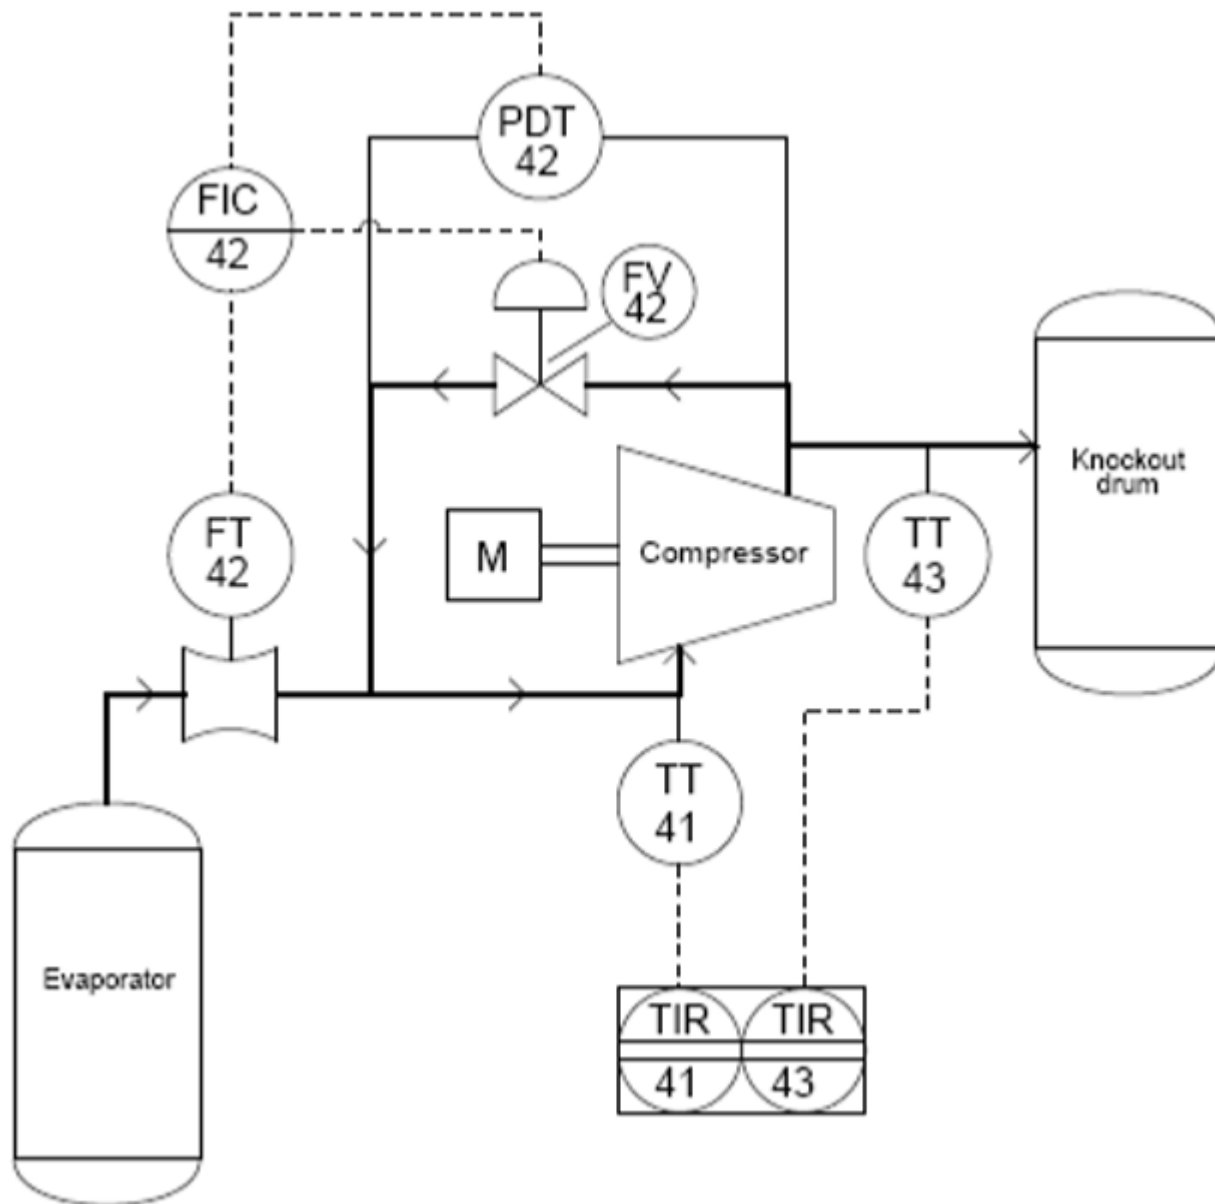 PDT
42
FIC
42
FV
42
FT
42
M
Compressor
TT
43
Knockout
drum
TT
41
Evaporator
TIR
41
TIR
43